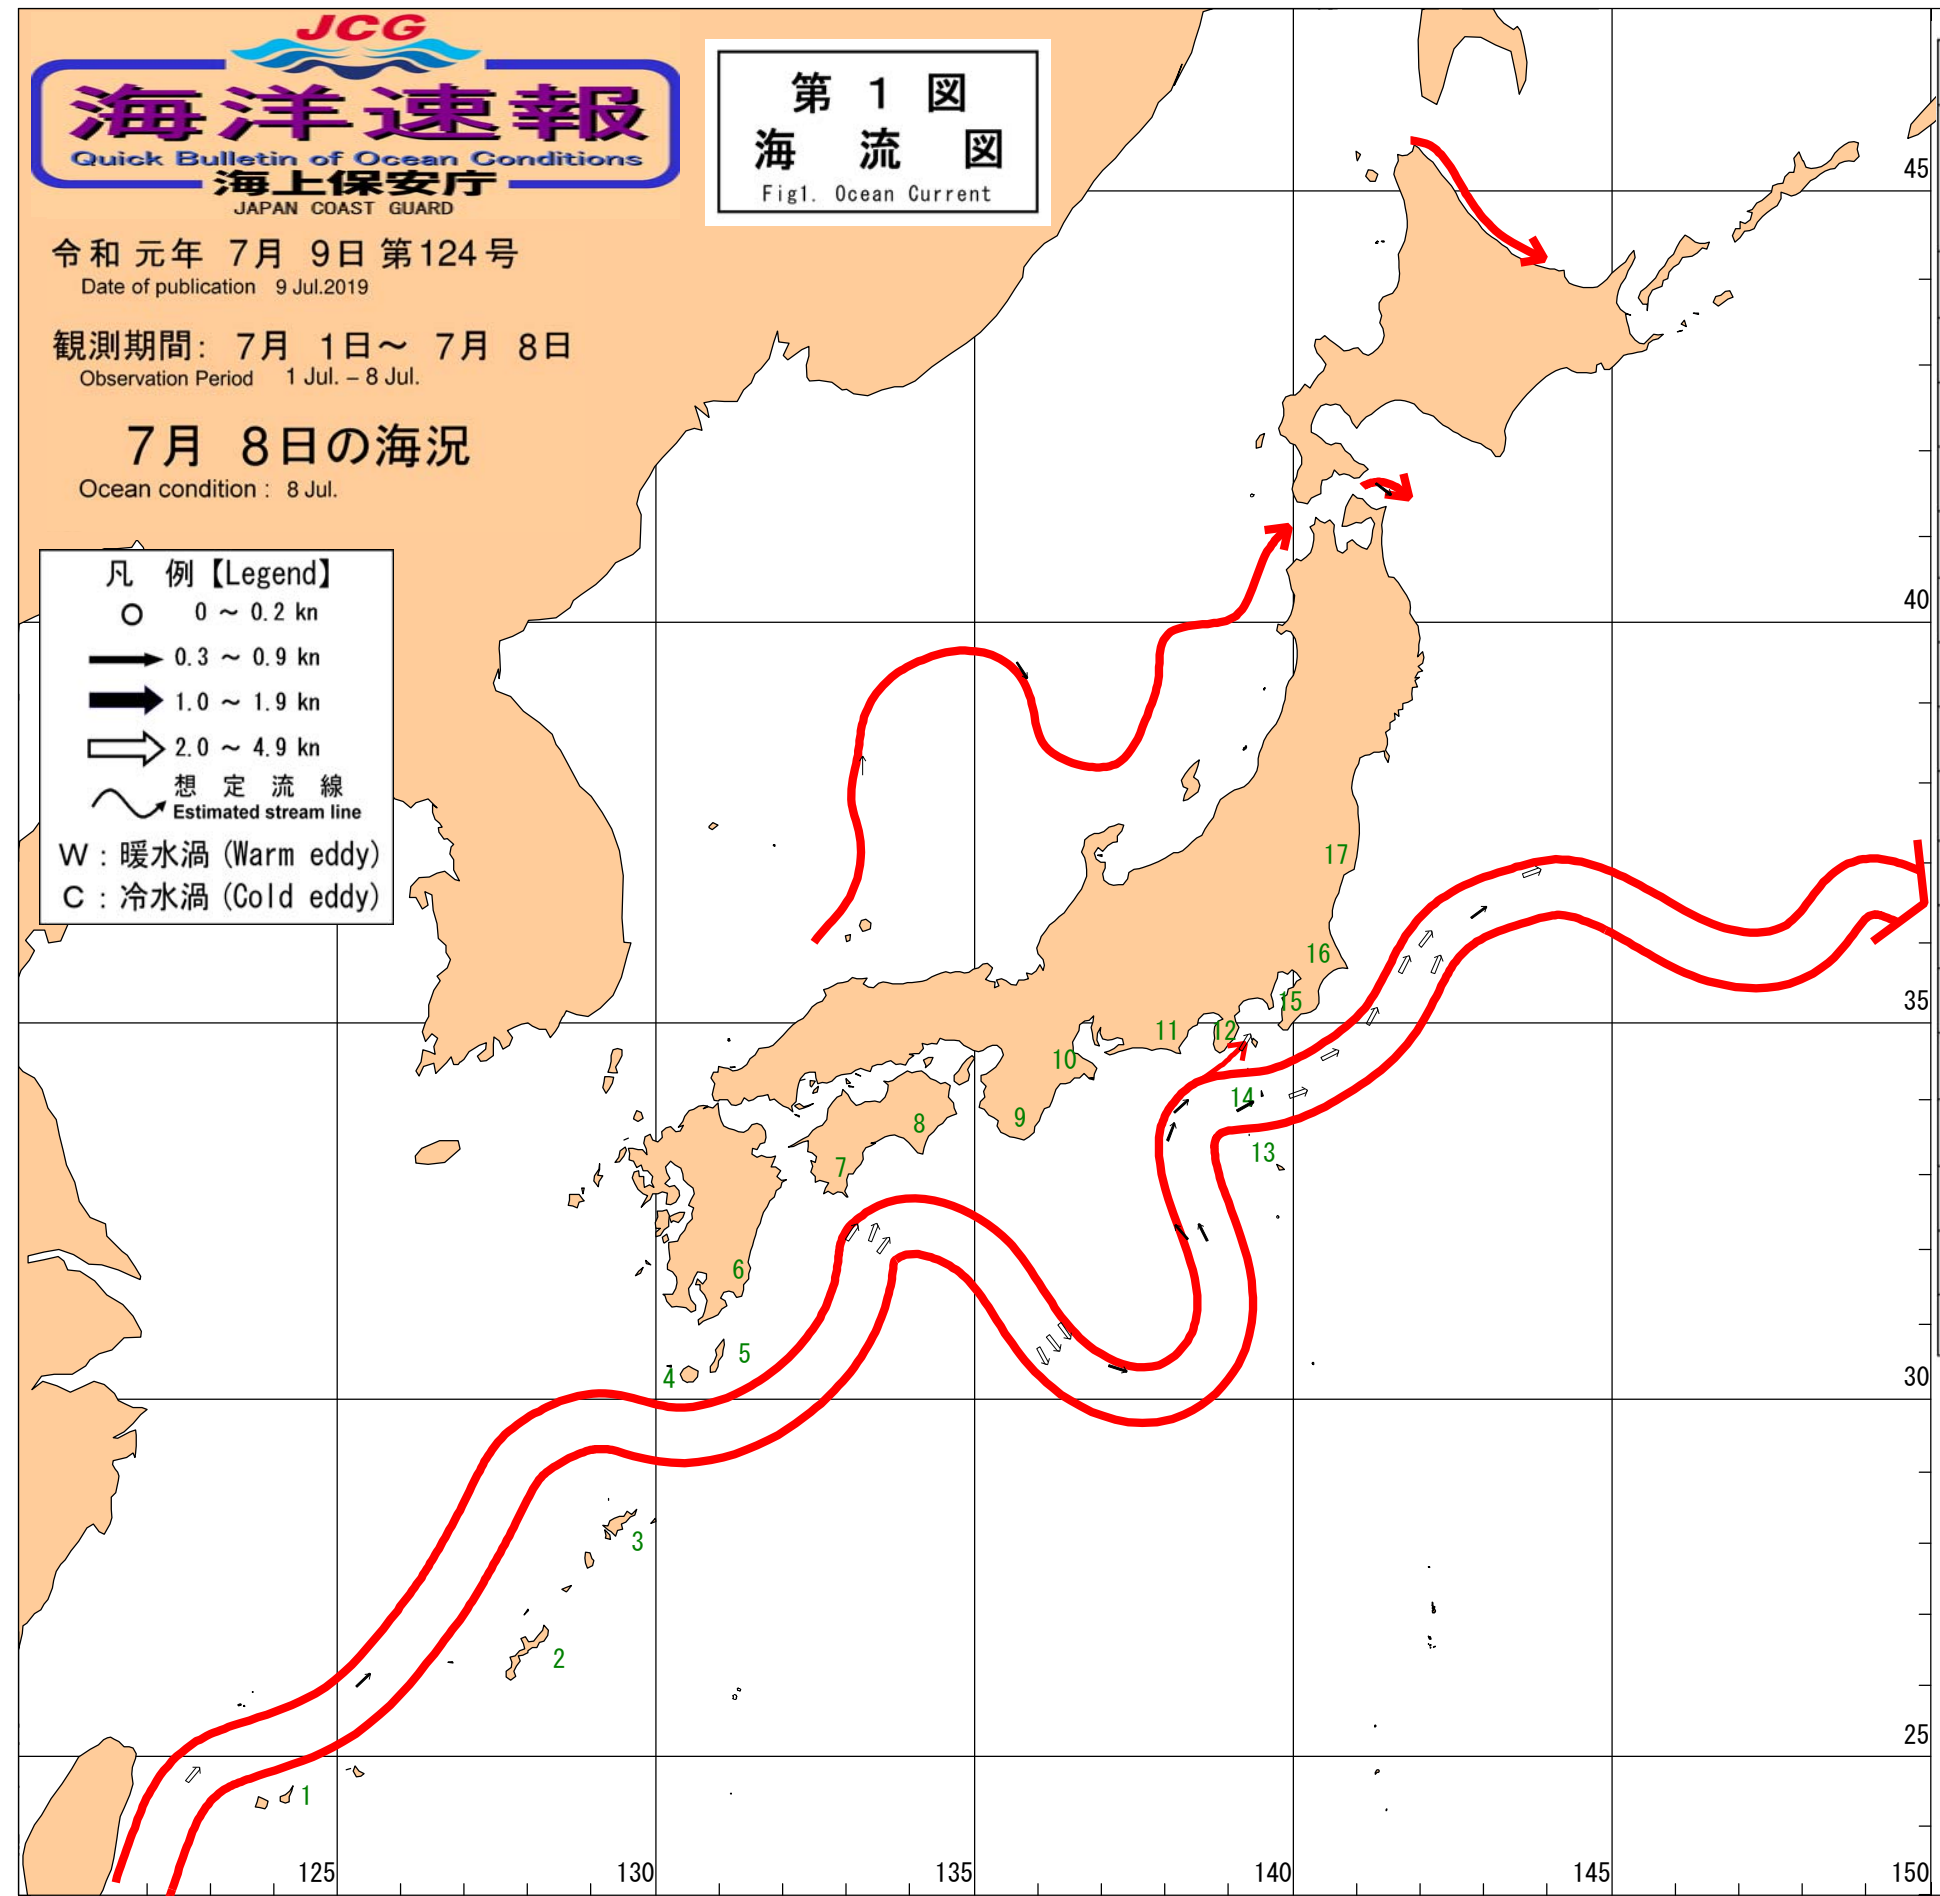 JCG
海洋速報
Quick Bulletin of Ocean Conditions
海上保安庁
JAPAN COAST GUARD
第 1 図
海 流 図
Fig1. Ocean Current
令和 元年 7月 9日 第124号
Date of publication 9 Jul.2019
観測期間: 7月 1日～ 7月 8日
Observation Period 1 Jul. – 8 Jul.
7月 8日の海況
Ocean condition : 8 Jul.
凡 例【Legend】
0 ～ 0.2 kn
0.3 ～ 0.9 kn
1.0 ～ 1.9 kn
2.0 ～ 4.9 kn
想 定 流 線
Estimated stream line
W : 暖水渦 (Warm eddy)
C : 冷水渦 (Cold eddy)
45
40
17
16
35
15
12
11
10
14
9
8
13
7
6
5
4
30
3
2
25
1
125
130
135
140
145
150